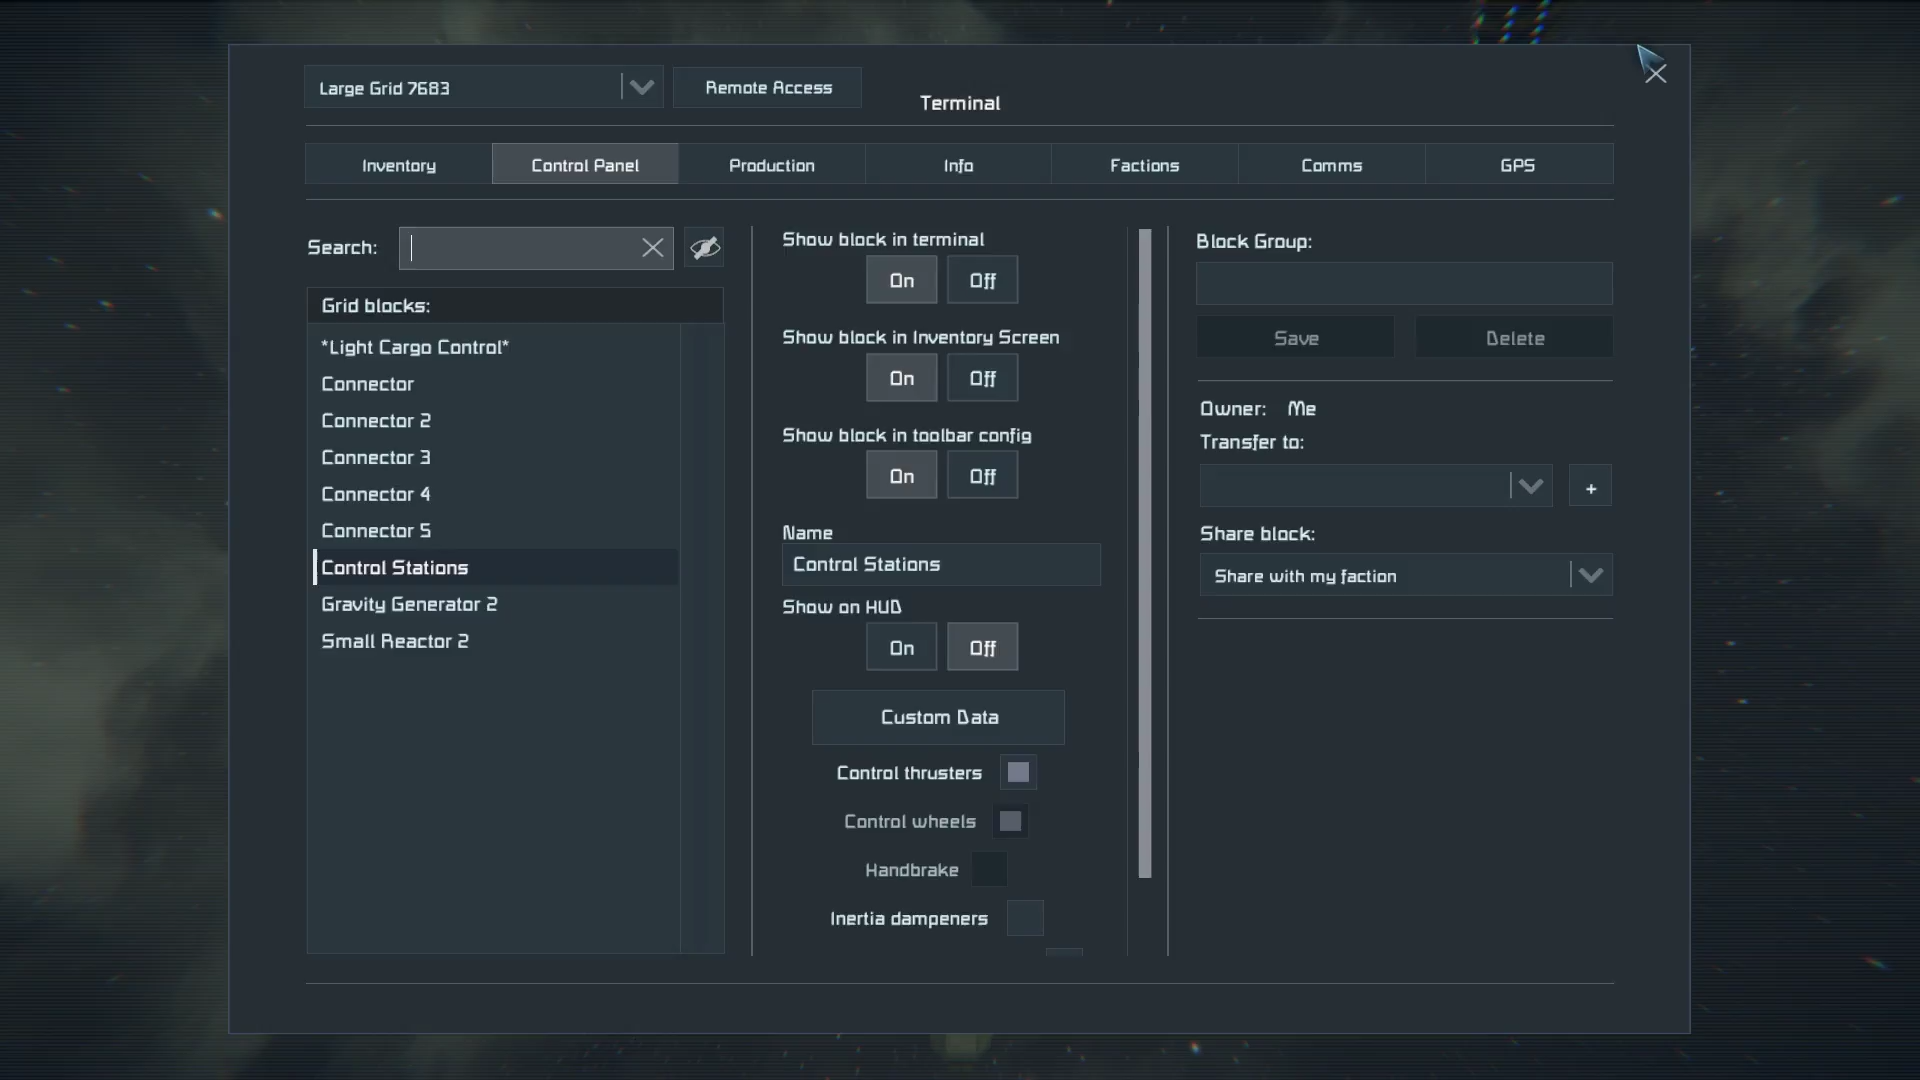 Large Grid 7683
Remote Access
Terminal
Inventory
Control Panel
Production
Info
Factions
Comms
GPS
Search:
Grid blocks:
*Light Cargo Control*
Connector
Connector 2
Connector 3
Connector 4
Connector 5
Control Stations
Gravity Generator 2
Small Reactor 2
Show block in terminal
On Off
Show block in Inventory Screen
On Off
Show block in toolbar config
On Off
Name
Control Stations
Show on HUD
On Off
Custom Data
Control thrusters
Control wheels
Handbrake
Inertia dampeners
Block Group:
Save Delete
Owner: Me
Transfer to:
+
Share block:
Share with my faction